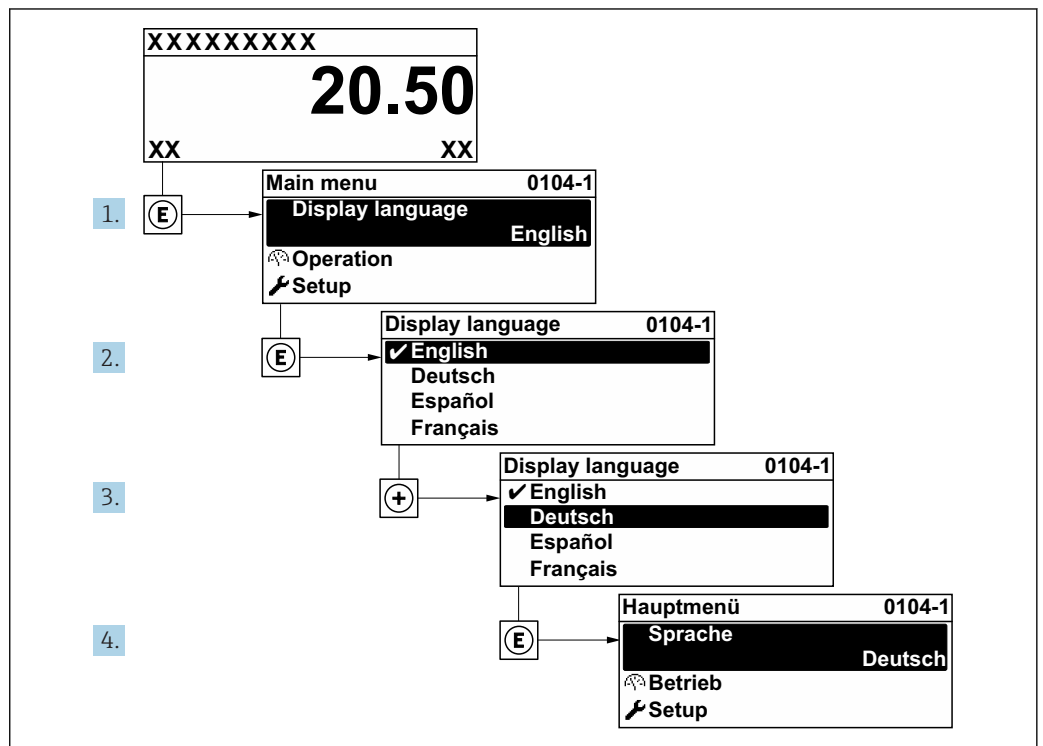 XXXXXXXXX
20.50
XX XX
1.
E
Main menu 0104-1
Display language
English
Operation
Setup
2.
E
Display language 0104-1
✔English
Deutsch
Español
Français
3.
+
Display language 0104-1
✔English
Deutsch
Español
Français
4.
E
Hauptmenü 0104-1
Sprache
Deutsch
Betrieb
Setup